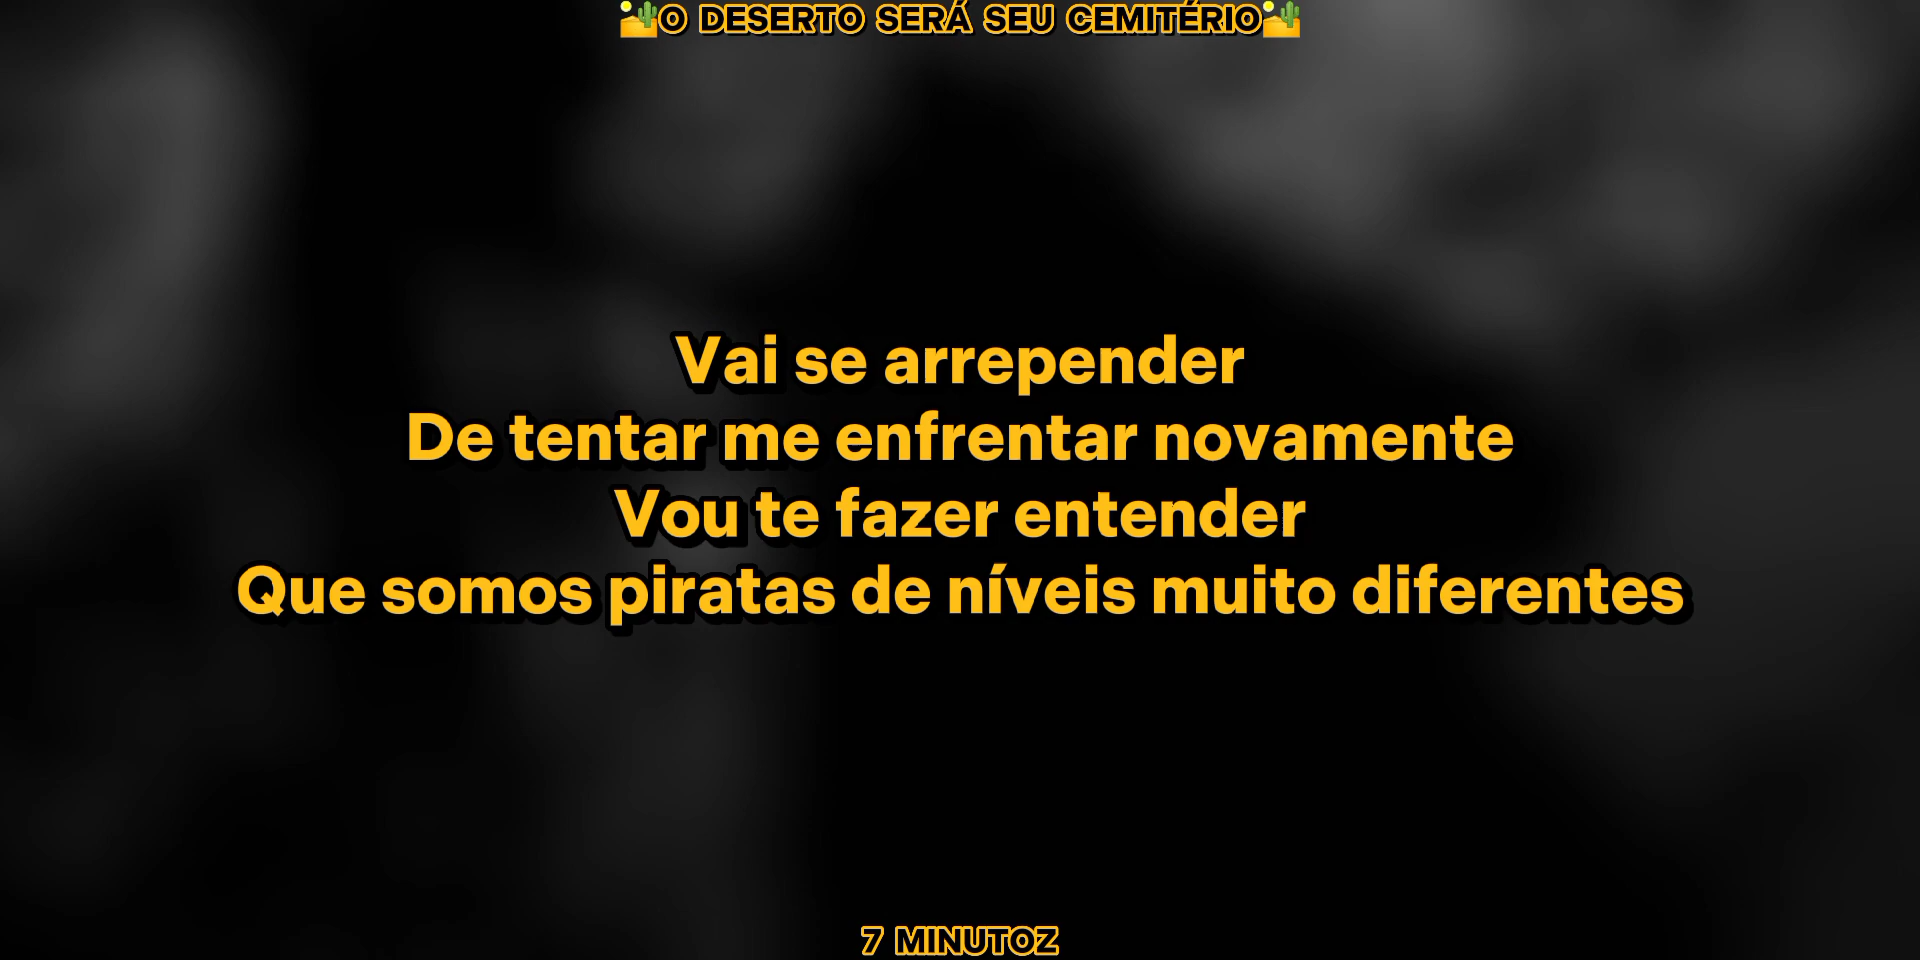 🏜️O DESERTO SERÁ SEU CEMITÉRIO🏜️
Vai se arrepender
De tentar me enfrentar novamente
Vou te fazer entender
Que somos piratas de níveis muito diferentes
7 MINUTOZ